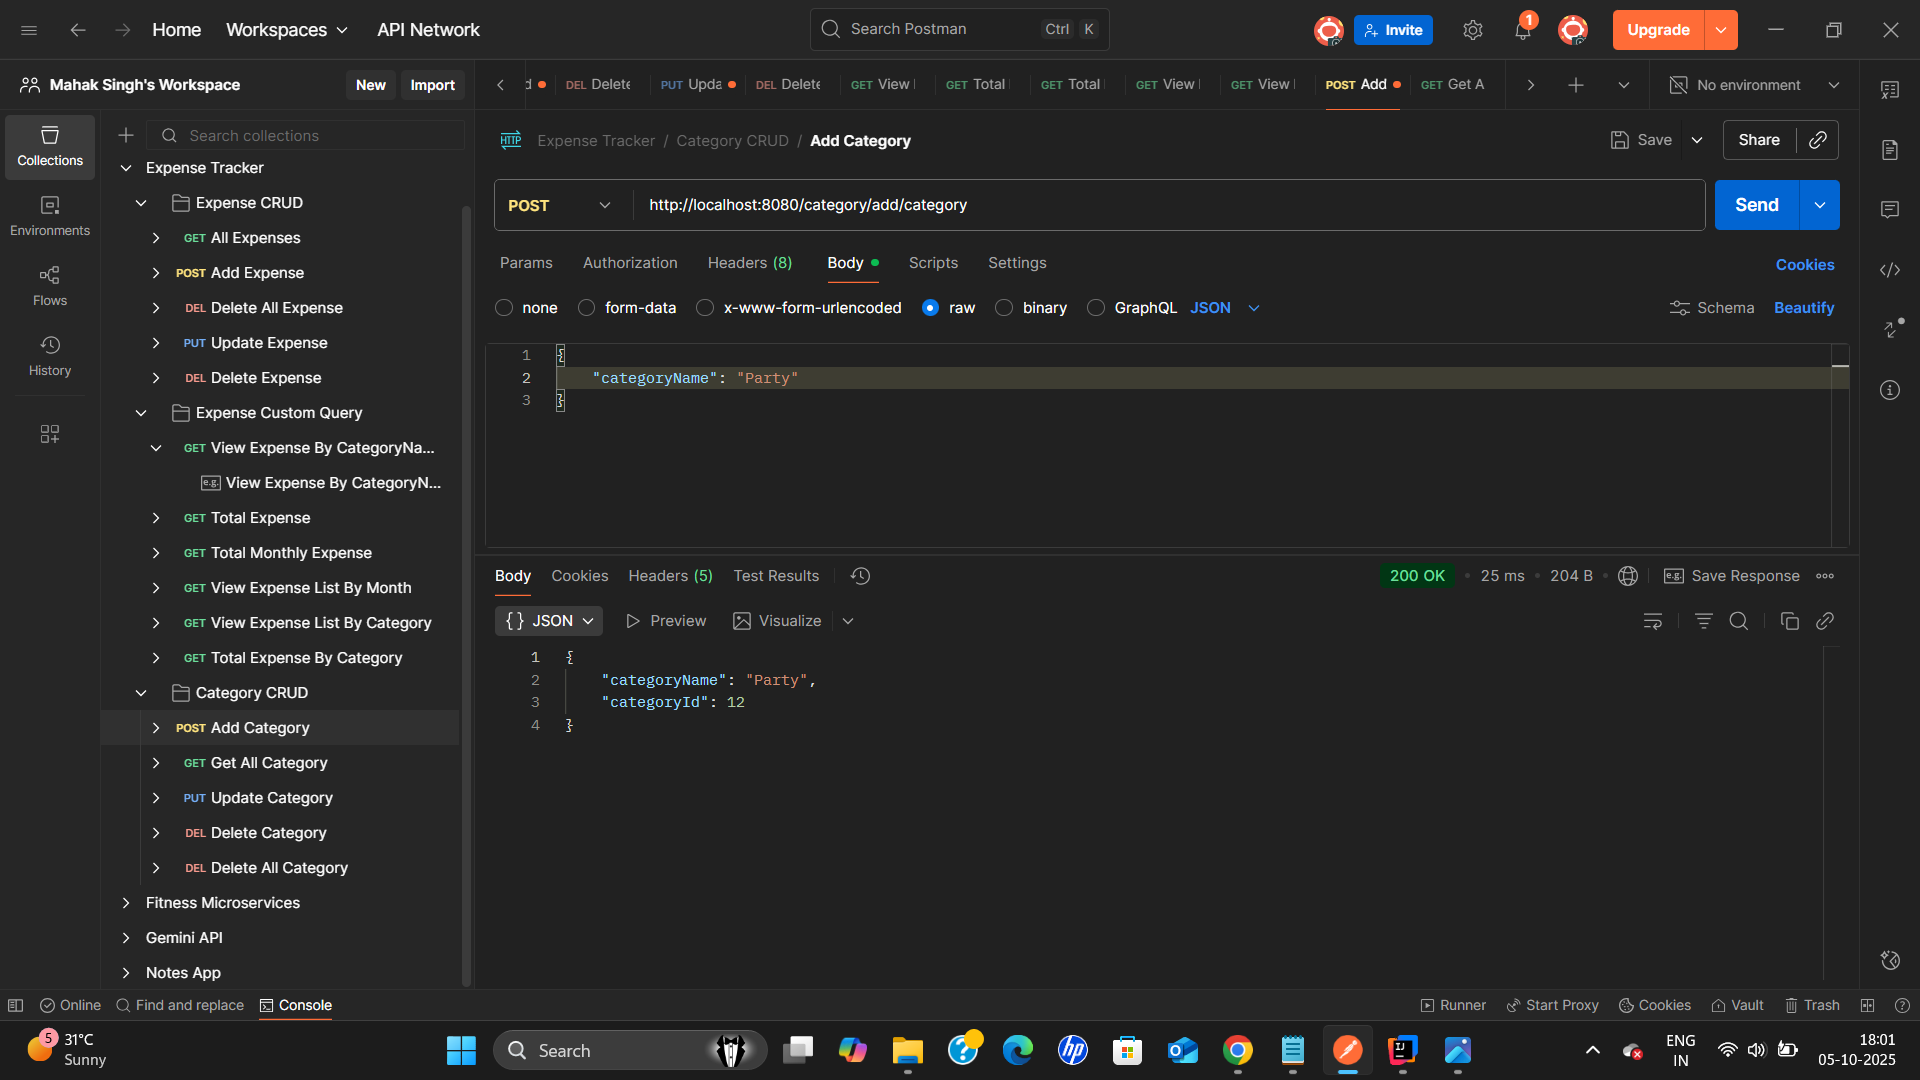 Home Workspaces API Network Search Postman Ctrl K Invite 1 Upgrade
Mahak Singh's Workspace New Import
d DEL Delete PUT Upda DEL Delete GET View GET Total GET Total GET View GET View POST Add GET Get A No environment
Collections
Environments
Flows
History
Search collections
Expense Tracker
Expense CRUD
GET All Expenses
POST Add Expense
DEL Delete All Expense
PUT Update Expense
DEL Delete Expense
Expense Custom Query
GET View Expense By CategoryNa...
e.g. View Expense By CategoryN...
GET Total Expense
GET Total Monthly Expense
GET View Expense List By Month
GET View Expense List By Category
GET Total Expense By Category
Category CRUD
POST Add Category
GET Get All Category
PUT Update Category
DEL Delete Category
DEL Delete All Category
Fitness Microservices
Gemini API
Notes App
HTTP Expense Tracker / Category CRUD / Add Category Save Share
POST http://localhost:8080/category/add/category Send
Params Authorization Headers (8) Body Scripts Settings Cookies
none form-data x-www-form-urlencoded raw binary GraphQL JSON Schema Beautify
1 {
2 "categoryName": "Party"
3 }
Body Cookies Headers (5) Test Results 200 OK • 25 ms • 204 B • e.g. Save Response
{} JSON Preview Visualize
1 {
2 "categoryName": "Party",
3 "categoryId": 12
4 }
Online Find and replace Console Runner Start Proxy Cookies Vault Trash
5 31°C
Sunny
Search
ENG
IN
18:01
05-10-2025